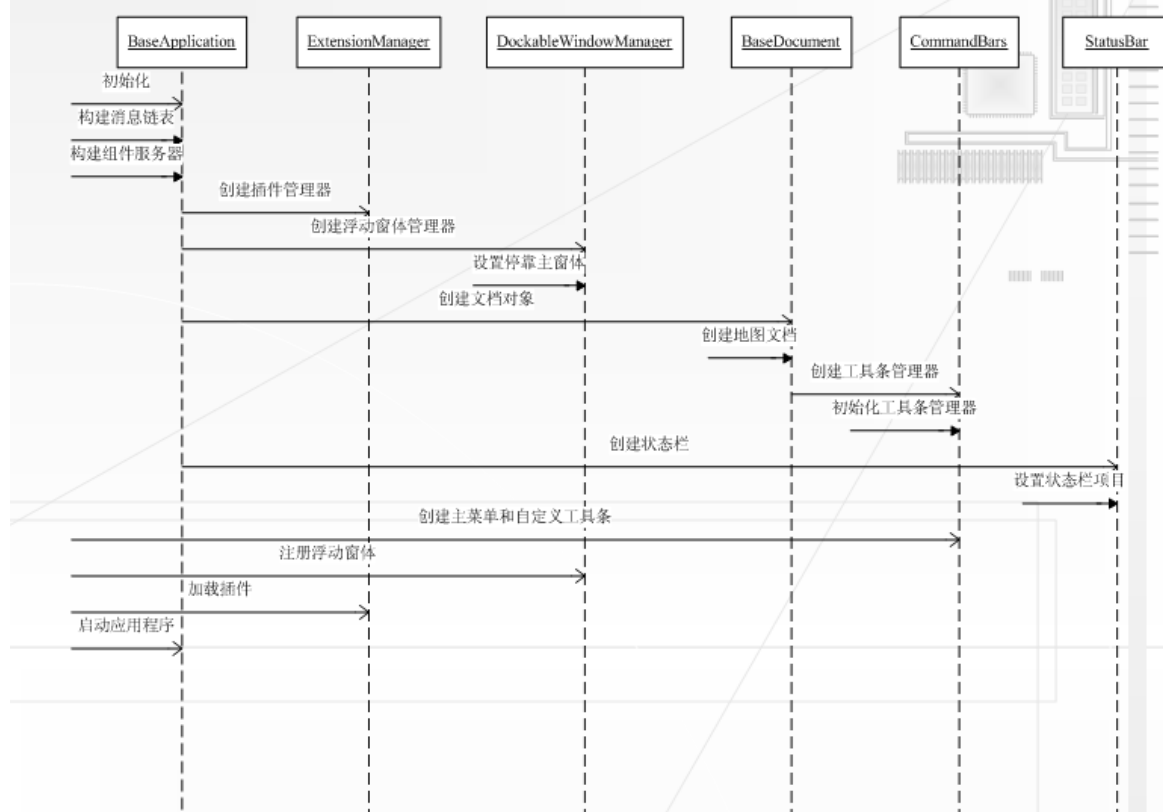 BaseApplication
ExtensionManager
DockableWindowManager
BaseDocument
CommandBars
StatusBar
初始化
构建消息链表
构建组件服务器
创建插件管理器
创建浮动窗体管理器
设置停靠主窗体
创建文档对象
创建地图文档
创建工具条管理器
初始化工具条管理器
创建状态栏
设置状态栏项目
创建主菜单和自定义工具条
注册浮动窗体
加载插件
启动应用程序